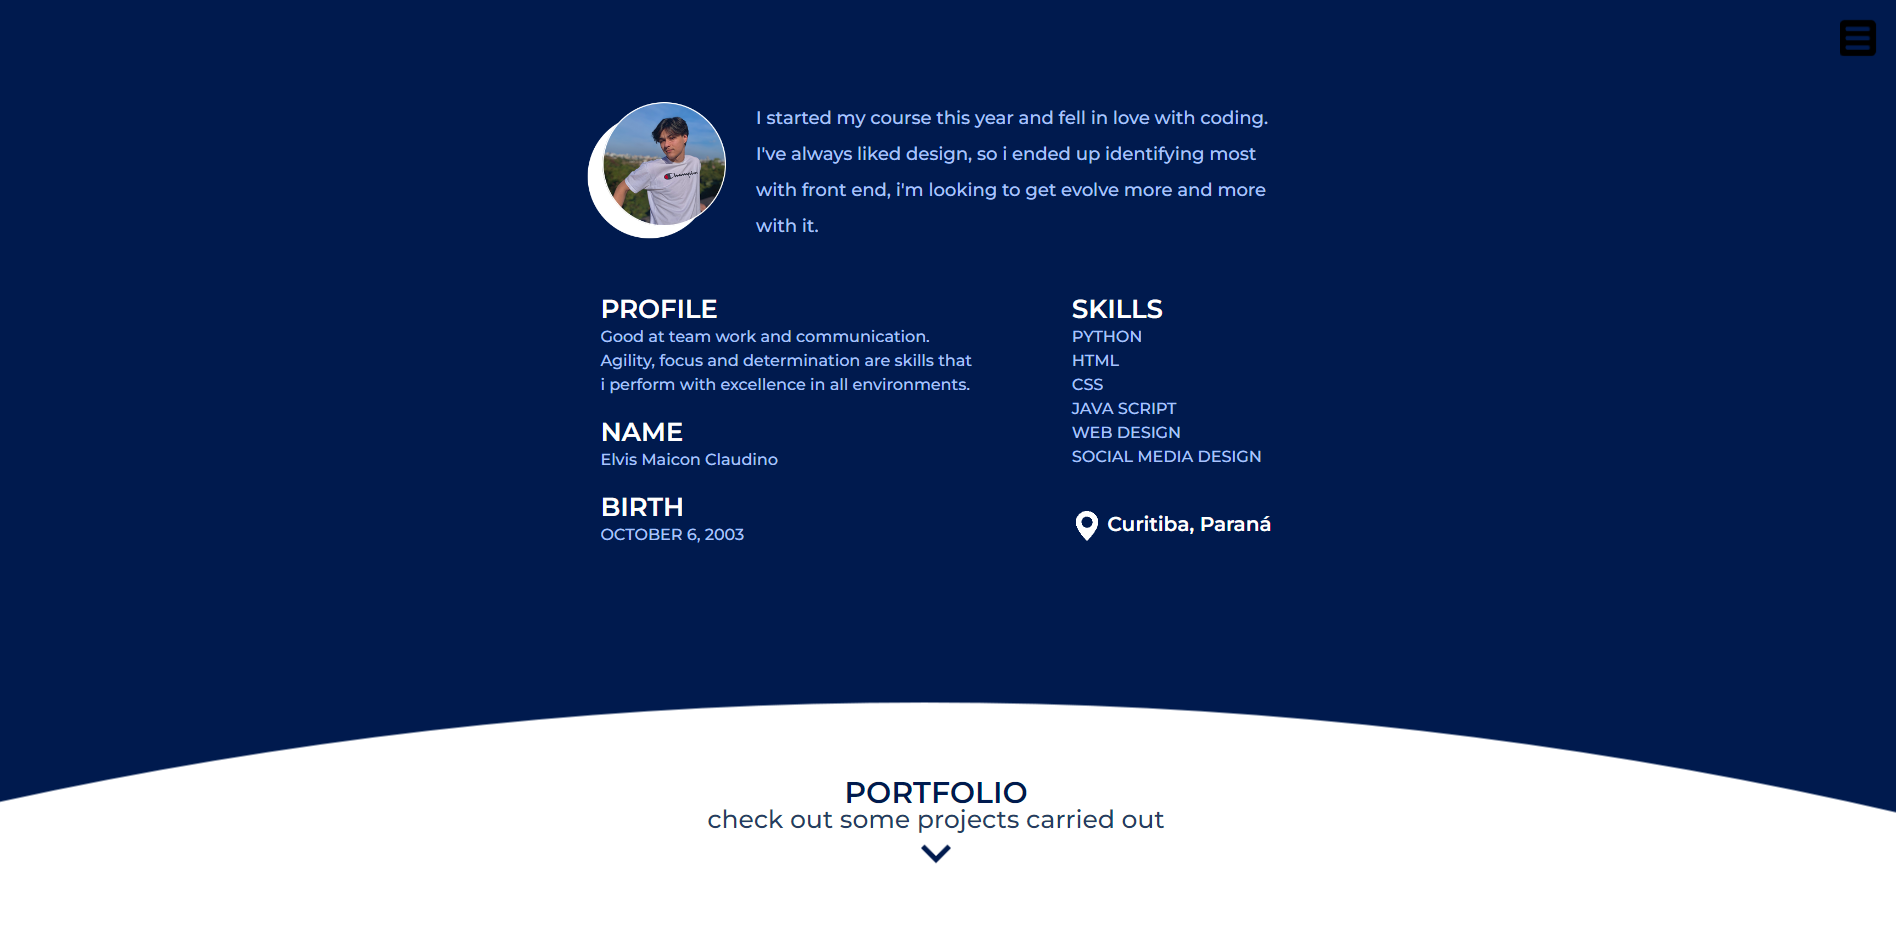 I started my course this year and fell in love with coding.
I've always liked design, so i ended up identifying most
with front end, i'm looking to get evolve more and more
with it.
Champion
PROFILE
Good at team work and communication.
Agility, focus and determination are skills that
i perform with excellence in all environments.
NAME
Elvis Maicon Claudino
BIRTH
OCTOBER 6, 2003
SKILLS
PYTHON
HTML
CSS
JAVA SCRIPT
WEB DESIGN
SOCIAL MEDIA DESIGN
Curitiba, Paraná
PORTFOLIO
check out some projects carried out